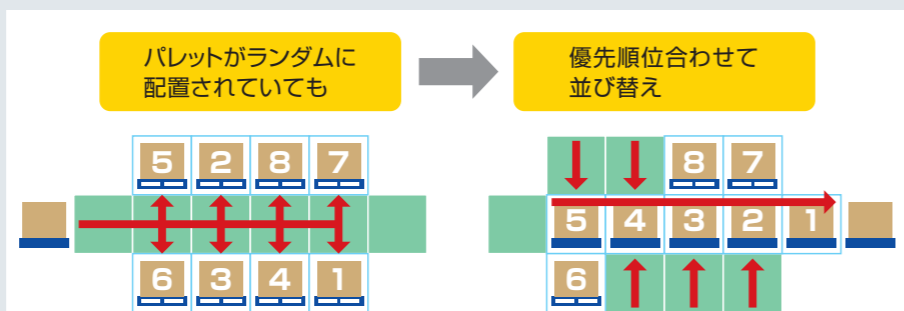 パレットがランダムに
配置されていても
優先順位合わせて
並び替え
5 2 8 7
6 3 4 1
8 7
5 4 3 2 1
6